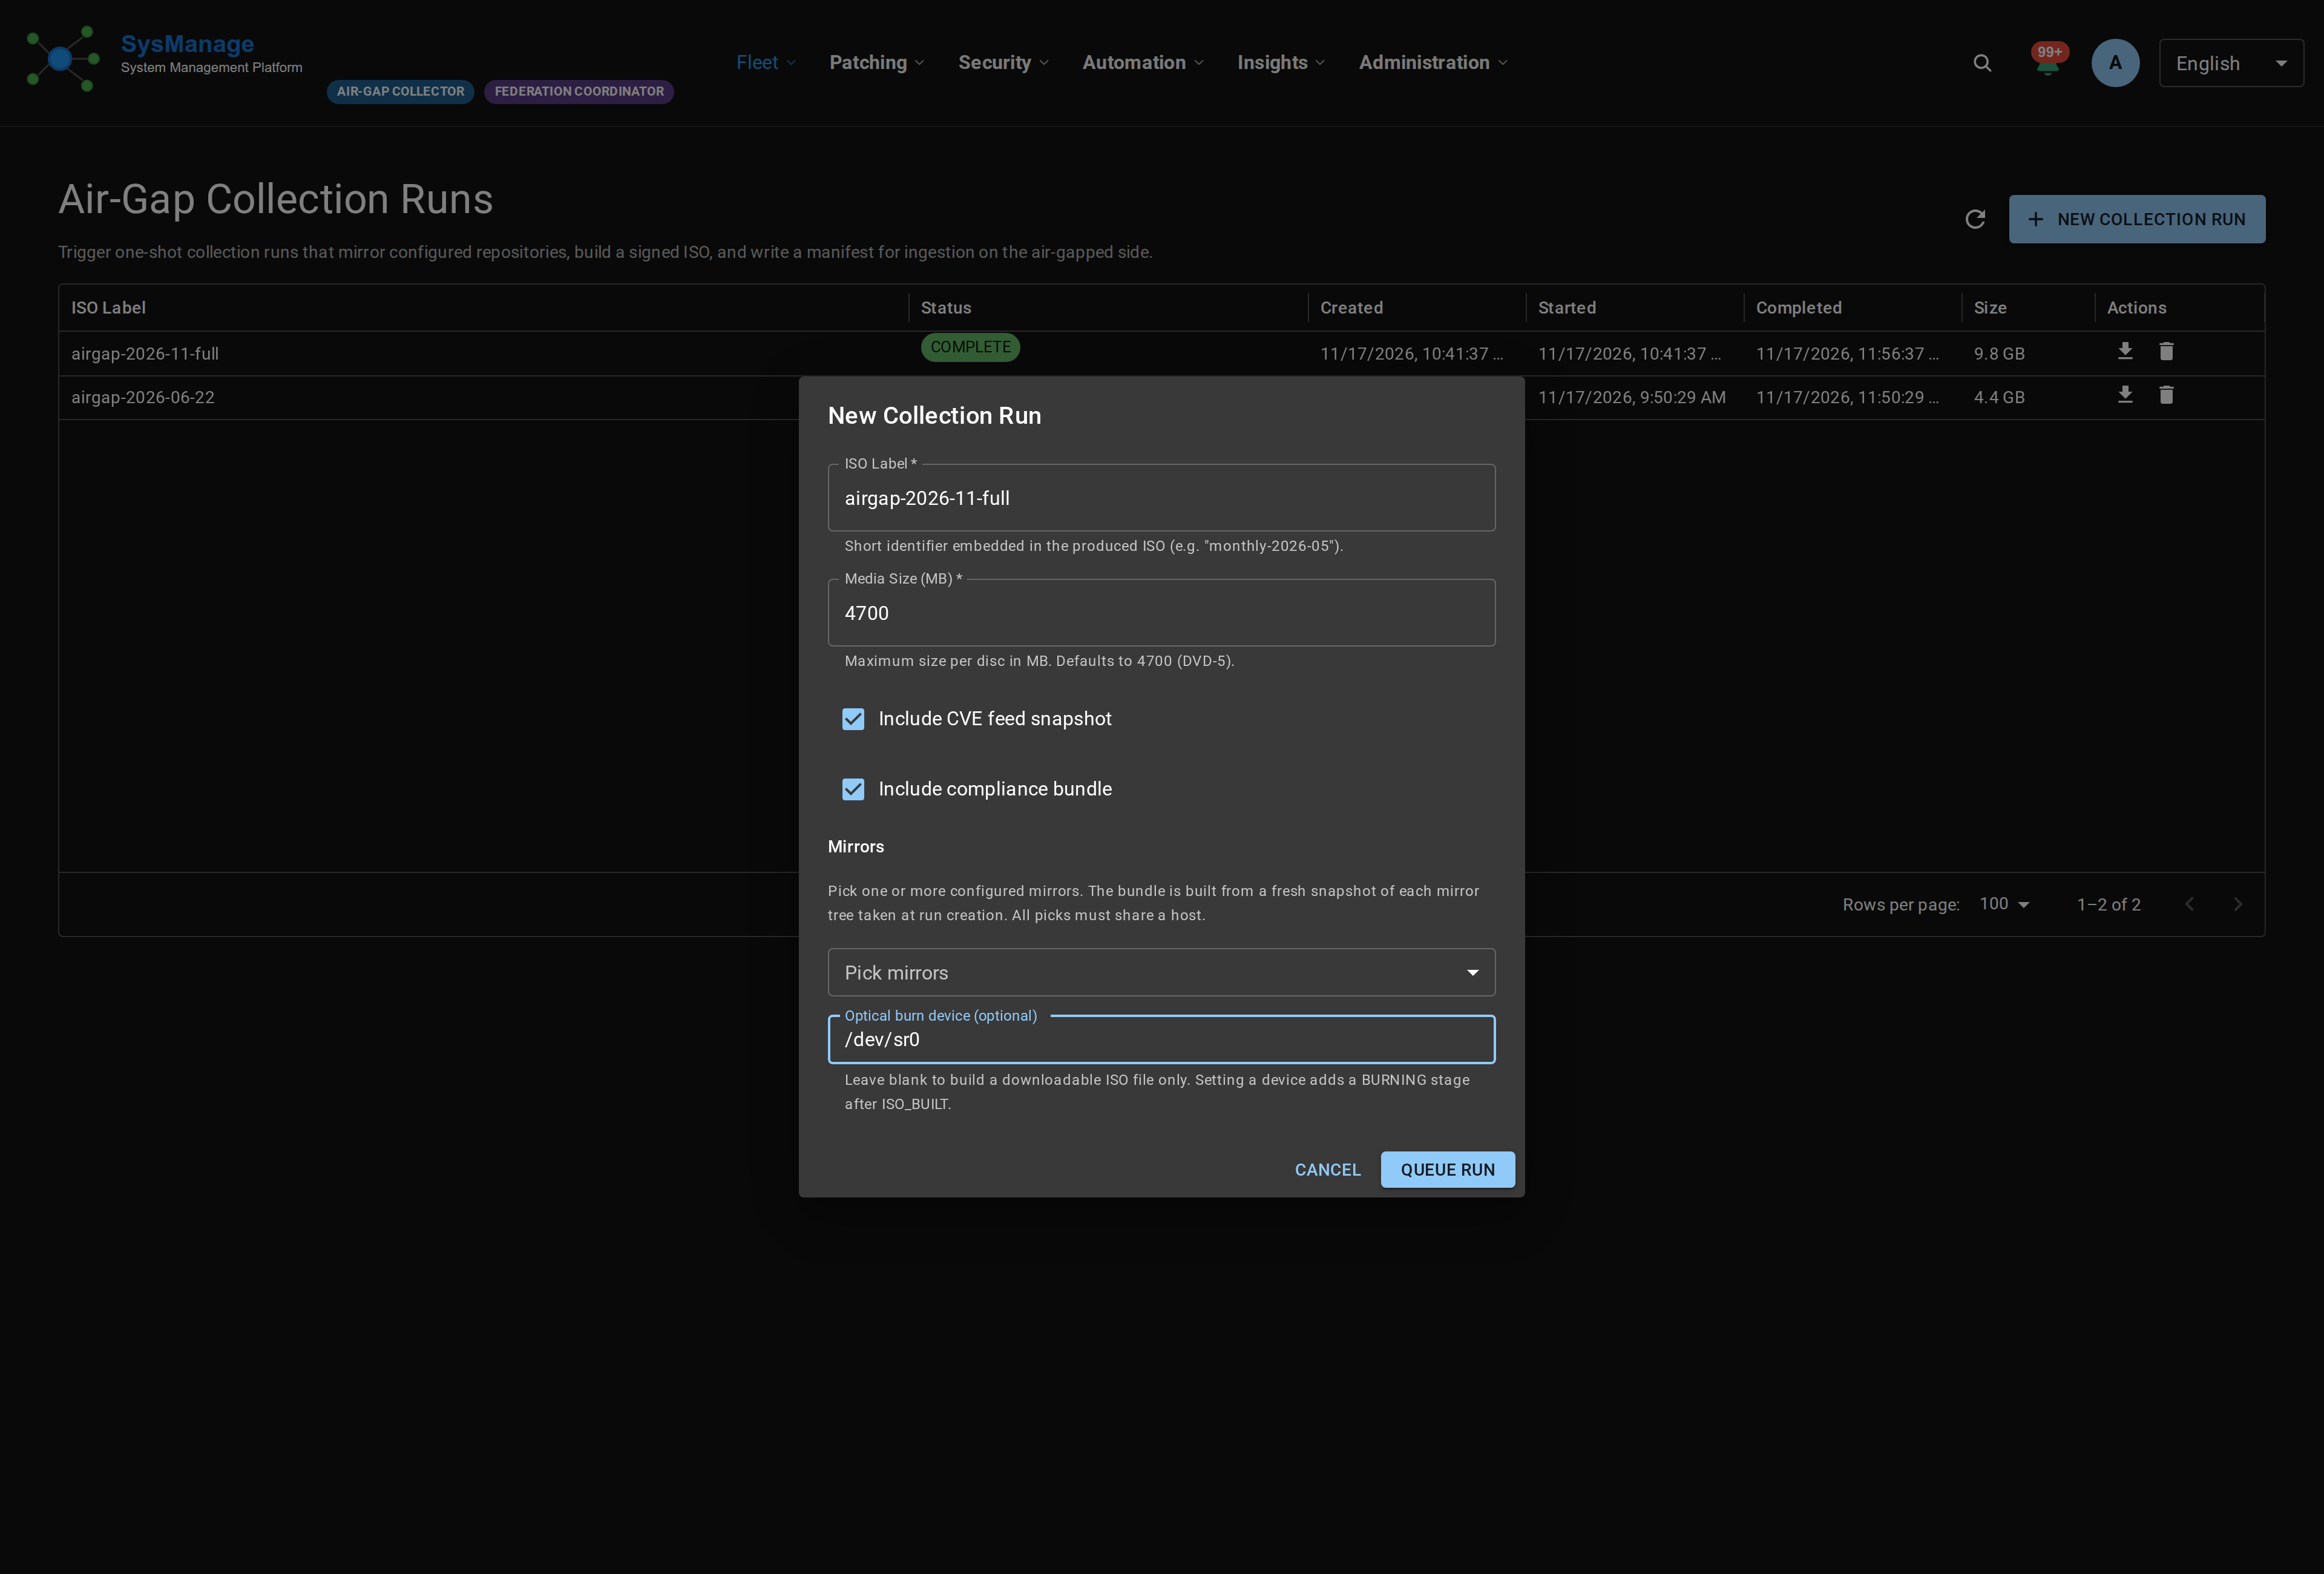 SysManage
System Management Platform
AIR-GAP COLLECTOR
FEDERATION COORDINATOR
Fleet
Patching
Security
Automation
Insights
Administration
99+
A
English
Air-Gap Collection Runs
NEW COLLECTION RUN
Trigger one-shot collection runs that mirror configured repositories, build a signed ISO, and write a manifest for ingestion on the air-gapped side.
ISO Label Status Created Started Completed Size Actions
airgap-2026-11-full COMPLETE 11/17/2026, 10:41:37 ... 11/17/2026, 10:41:37 ... 11/17/2026, 11:56:37 ... 9.8 GB
airgap-2026-06-22 11/17/2026, 9:50:29 AM 11/17/2026, 11:50:29 ... 4.4 GB
New Collection Run
ISO Label *
airgap-2026-11-full
Short identifier embedded in the produced ISO (e.g. "monthly-2026-05").
Media Size (MB) *
4700
Maximum size per disc in MB. Defaults to 4700 (DVD-5).
Include CVE feed snapshot
Include compliance bundle
Mirrors
Pick one or more configured mirrors. The bundle is built from a fresh snapshot of each mirror
tree taken at run creation. All picks must share a host.
Pick mirrors
Optical burn device (optional)
/dev/sr0
Leave blank to build a downloadable ISO file only. Setting a device adds a BURNING stage
after ISO_BUILT.
CANCEL
QUEUE RUN
Rows per page: 100 1–2 of 2